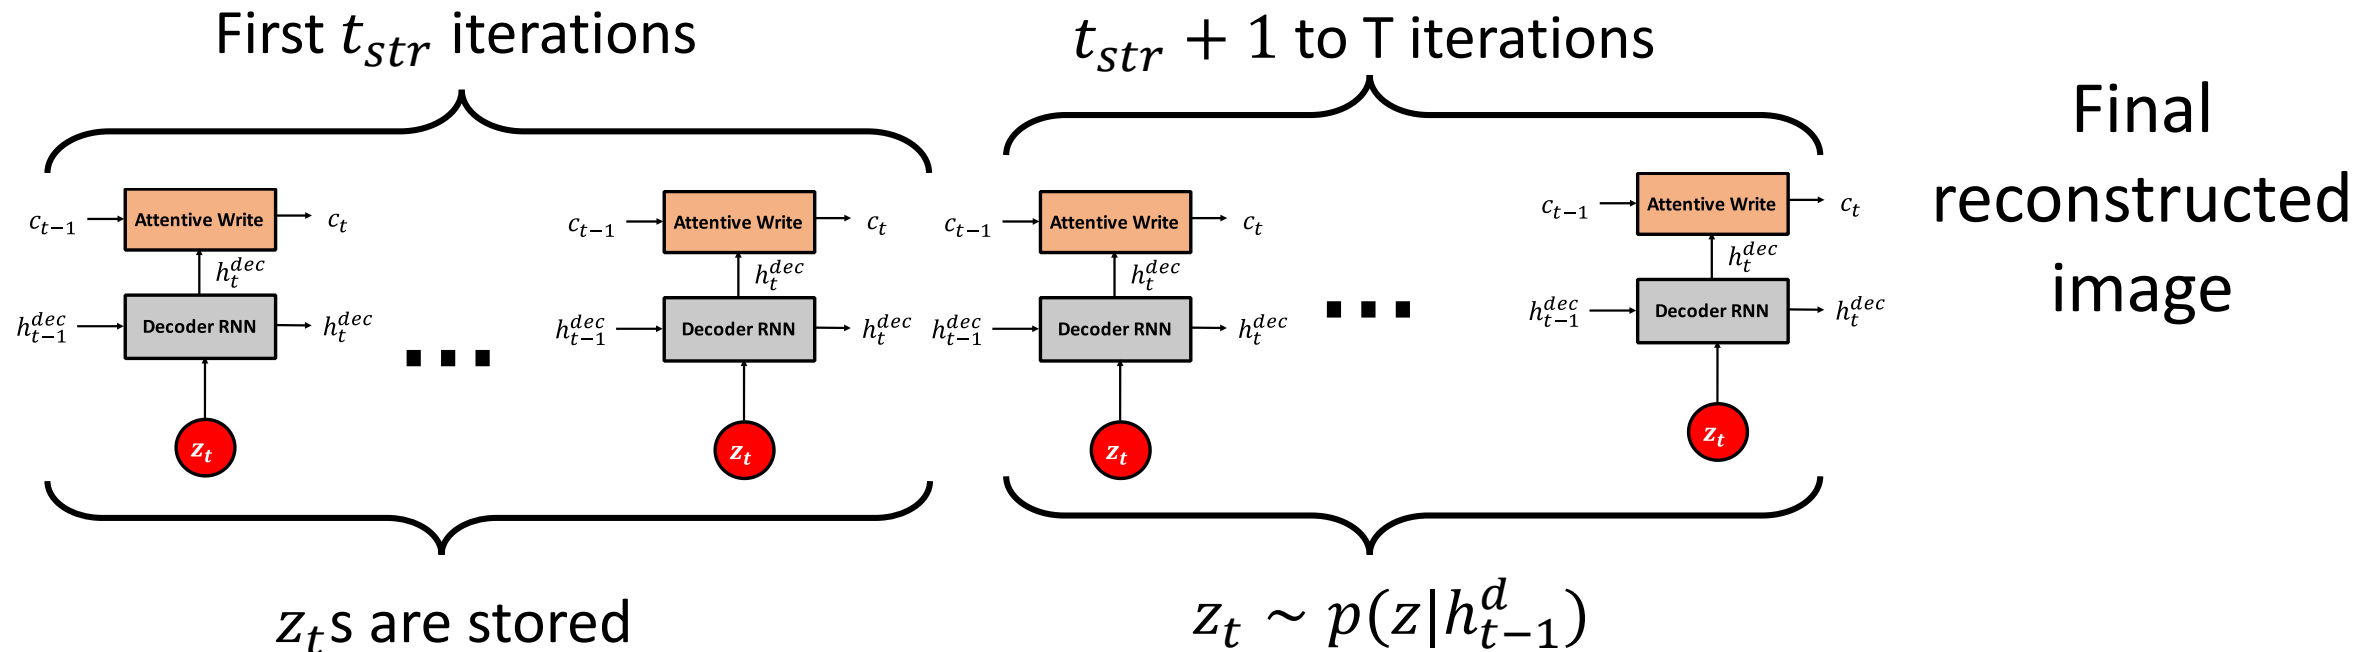 First t_str iterations
t_str + 1 to T iterations
Final
reconstructed
image
c_{t−1}
Attentive Write
c_t
h_t^{dec}
h_{t−1}^{dec}
Decoder RNN
h_t^{dec}
z_t
...
c_{t−1}
Attentive Write
c_t
h_t^{dec}
h_{t−1}^{dec}
Decoder RNN
h_t^{dec}
z_t
c_{t−1}
Attentive Write
c_t
h_t^{dec}
h_{t−1}^{dec}
Decoder RNN
h_t^{dec}
z_t
...
c_{t−1}
Attentive Write
c_t
h_t^{dec}
h_{t−1}^{dec}
Decoder RNN
h_t^{dec}
z_t
z_t s are stored
z_t ~ p(z|h_{t−1}^d)